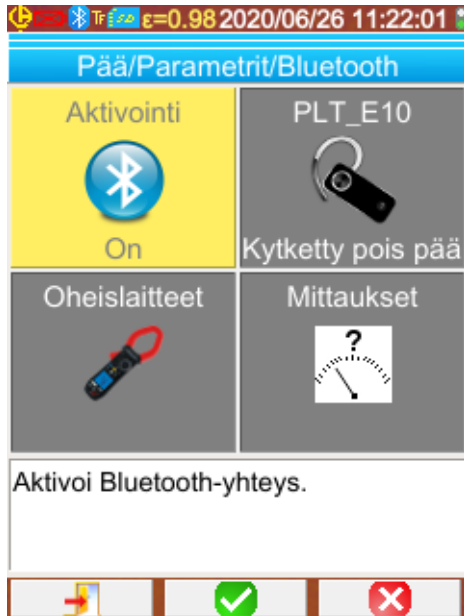 TF ε=0.98 2020/06/26 11:22:01
Pää/Parametrit/Bluetooth
Aktivointi
On
PLT_E10
Kytketty pois pää
Oheislaitteet
Mittaukset
?
Aktivoi Bluetooth-yhteys.